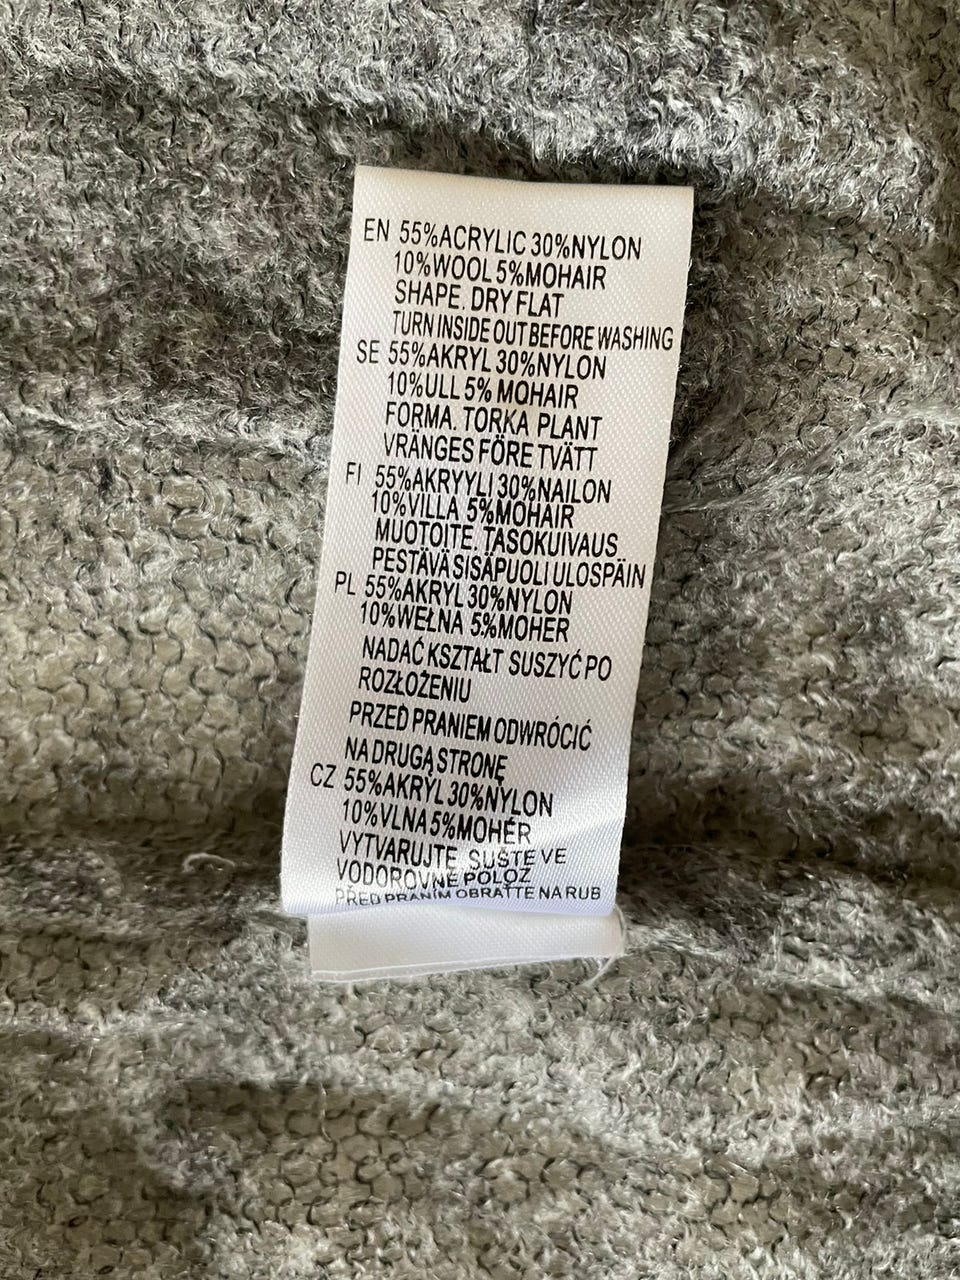 EN 55%ACRYLIC 30%NYLON
10%WOOL 5%MOHAIR
SHAPE. DRY FLAT
TURN INSIDE OUT BEFORE WASHING
SE 55%AKRYL 30%NYLON
10%ULL 5% MOHAIR
FORMA. TORKA PLANT
VRÄNGES FÖRE TVÄTT
FI 55%AKRYYLI 30%NAILON
10%VILLA 5%MOHAIR
MUOTOITE. TASOKUIVAUS
PESTÄVÄ SISÄPUOLI ULOSPÄIN
PL 55%AKRYL 30%NYLON
10%WEŁNA 5%MOHER
NADAĆ KSZTAŁT SUSZYĆ PO
ROZŁOŻENIU
PRZED PRANIEM ODWRÓCIĆ
NA DRUGĄ STRONĘ
CZ 55%AKRYL 30%NYLON
10%VLNA 5%MOHÉR
VYTVARUJTE. SUŠTE VE
VODOROVNÉ POLOZ
PŘED PRANÍM OBRAŤTE NA RUB